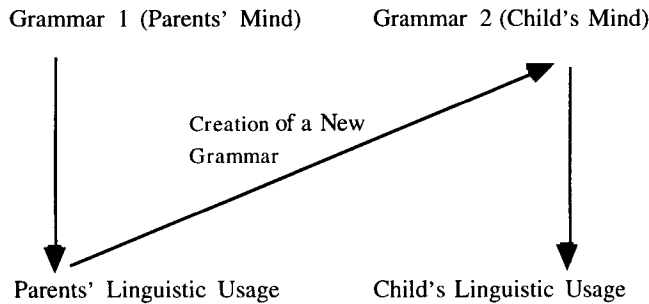 Grammar 1 (Parents' Mind)
Grammar 2 (Child's Mind)
Creation of a New
Grammar
Parents' Linguistic Usage
Child's Linguistic Usage